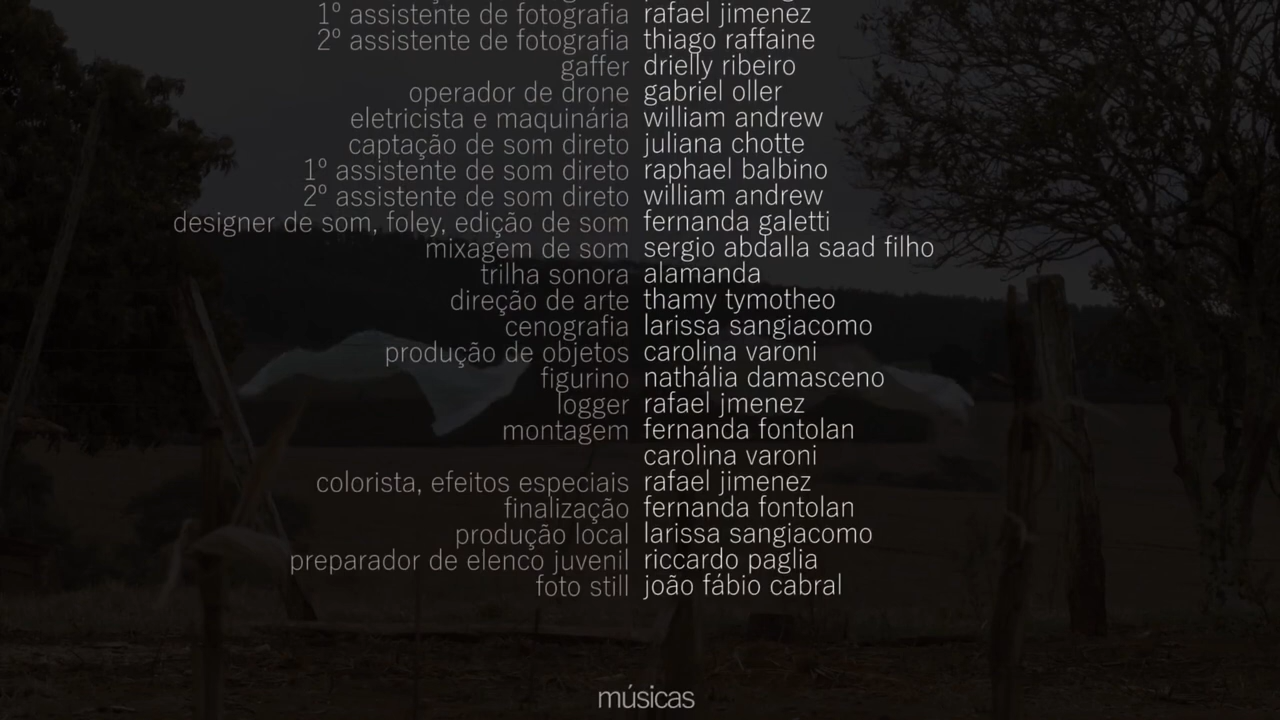 1º assistente de fotografia rafael jimenez
2º assistente de fotografia thiago raffaine
gaffer drielly ribeiro
operador de drone gabriel oller
eletricista e maquinária william andrew
captação de som direto juliana chotte
1º assistente de som direto raphael balbino
2º assistente de som direto william andrew
designer de som, foley, edição de som fernanda galetti
mixagem de som sergio abdalla saad filho
trilha sonora alamanda
direção de arte thamy tymotheo
cenografia larissa sangiacomo
produção de objetos carolina varoni
figurino nathália damasceno
logger rafael jmenez
montagem fernanda fontolan
carolina varoni
colorista, efeitos especiais rafael jimenez
finalização fernanda fontolan
produção local larissa sangiacomo
preparador de elenco juvenil riccardo paglia
foto still joão fábio cabral
músicas